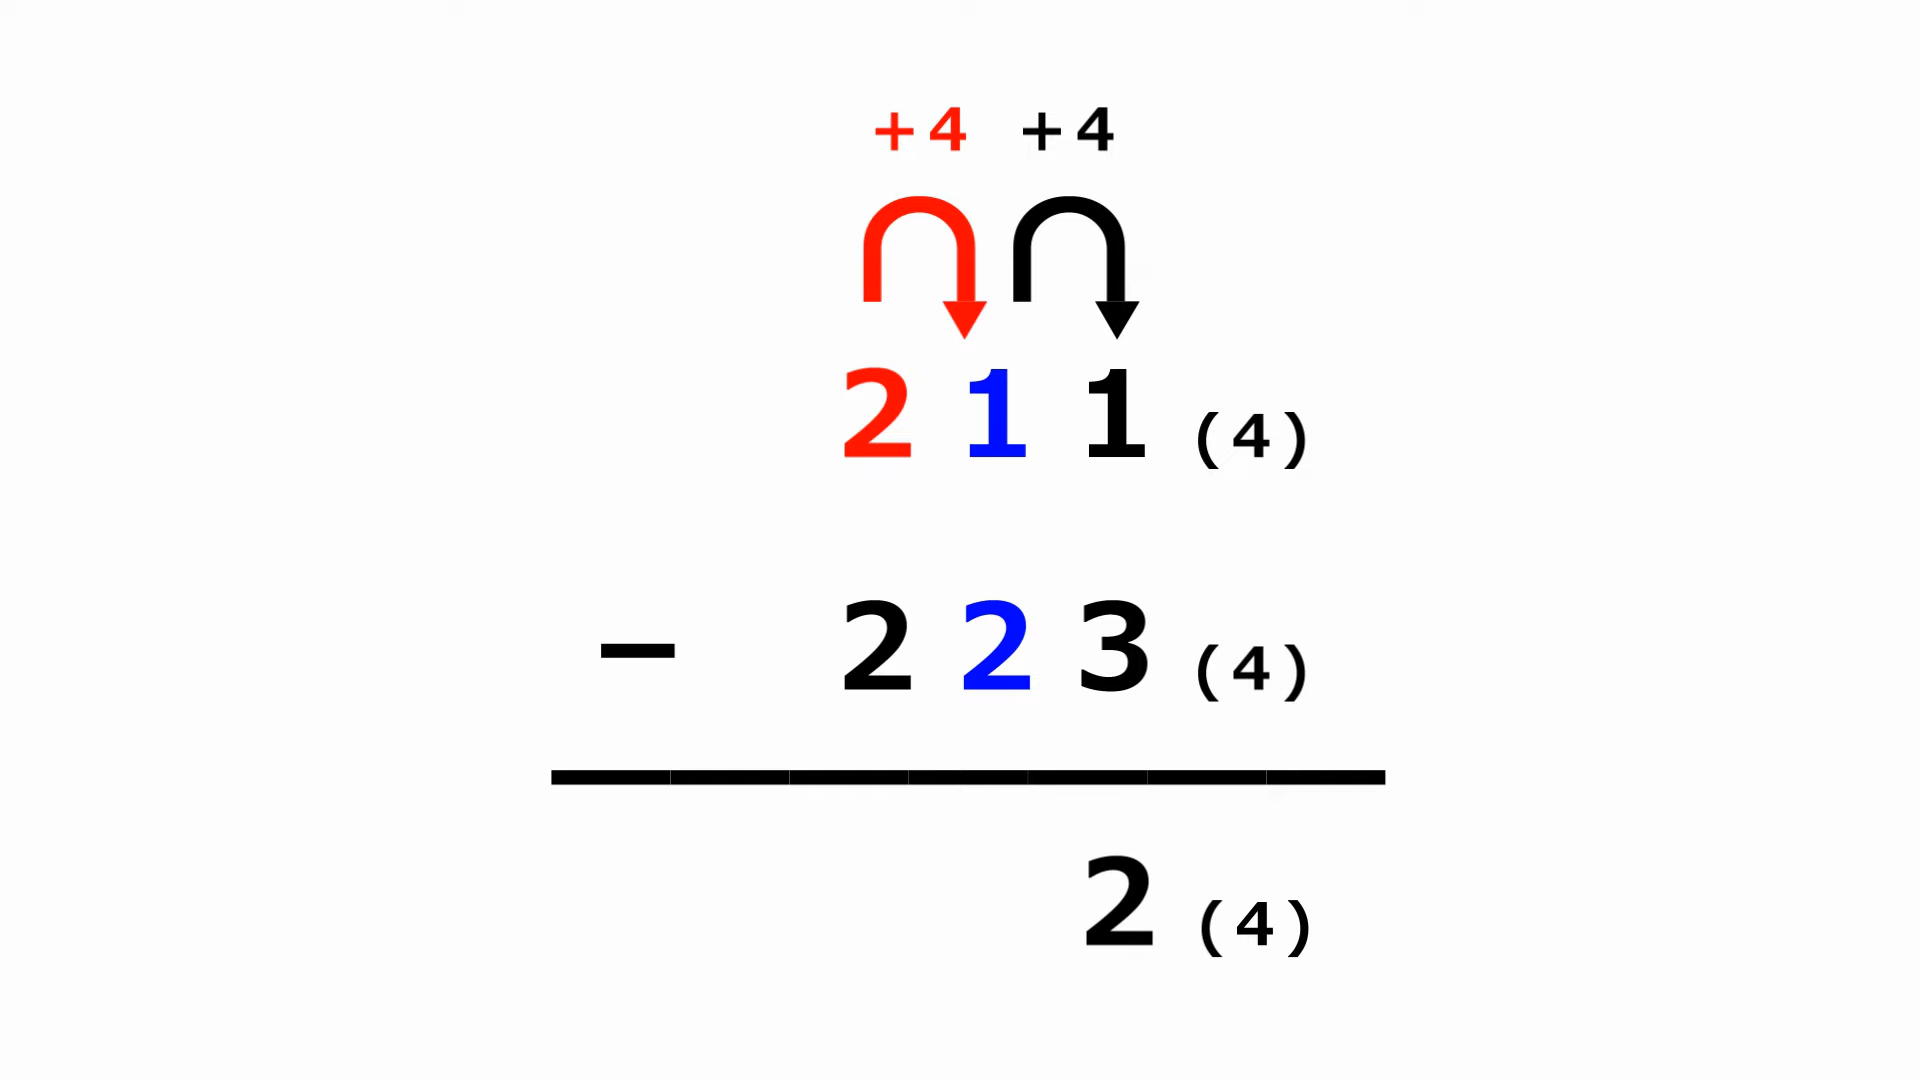 +4 +4
2 1 1 (4)
− 2 2 3 (4)
2 (4)